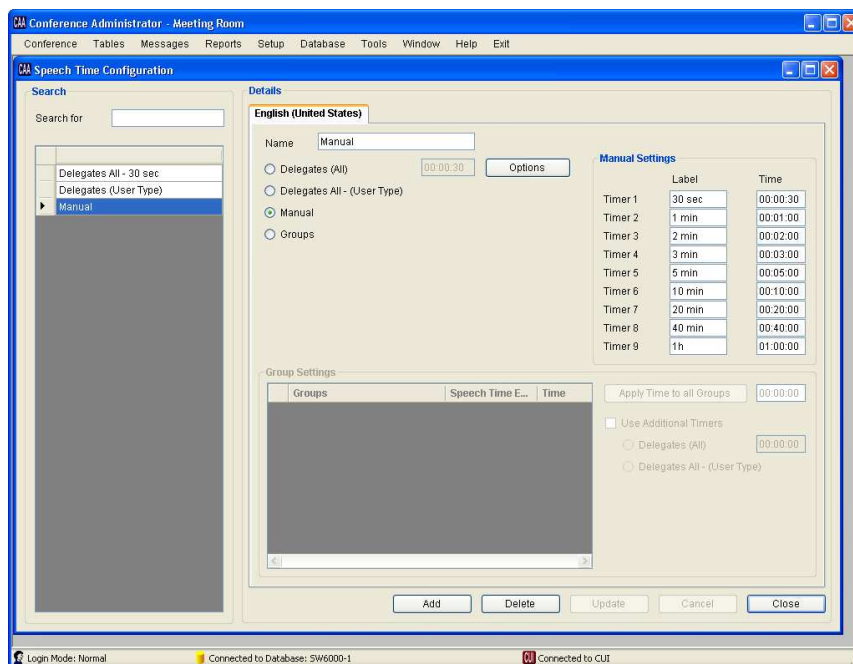 CAA Conference Administrator - Meeting Room
Conference Tables Messages Reports Setup Database Tools Window Help Exit
CAA Speech Time Configuration
Search
Search for
Delegates All - 30 sec
Delegates (User Type)
Manual
Details
English (United States)
Name Manual
Delegates (All) 00:00:30 Options
Delegates All - (User Type)
Manual
Groups
Manual Settings
Label Time
Timer 1 30 sec 00:00:30
Timer 2 1 min 00:01:00
Timer 3 2 min 00:02:00
Timer 4 3 min 00:03:00
Timer 5 5 min 00:05:00
Timer 6 10 min 00:10:00
Timer 7 20 min 00:20:00
Timer 8 40 min 00:40:00
Timer 9 1h 01:00:00
Group Settings
Groups Speech Time E... Time
Apply Time to all Groups 00:00:00
Use Additional Timers
Delegates (All) 00:00:00
Delegates All - (User Type)
Add Delete Update Cancel Close
Login Mode: Normal Connected to Database: SW6000-1 CUI Connected to CUI